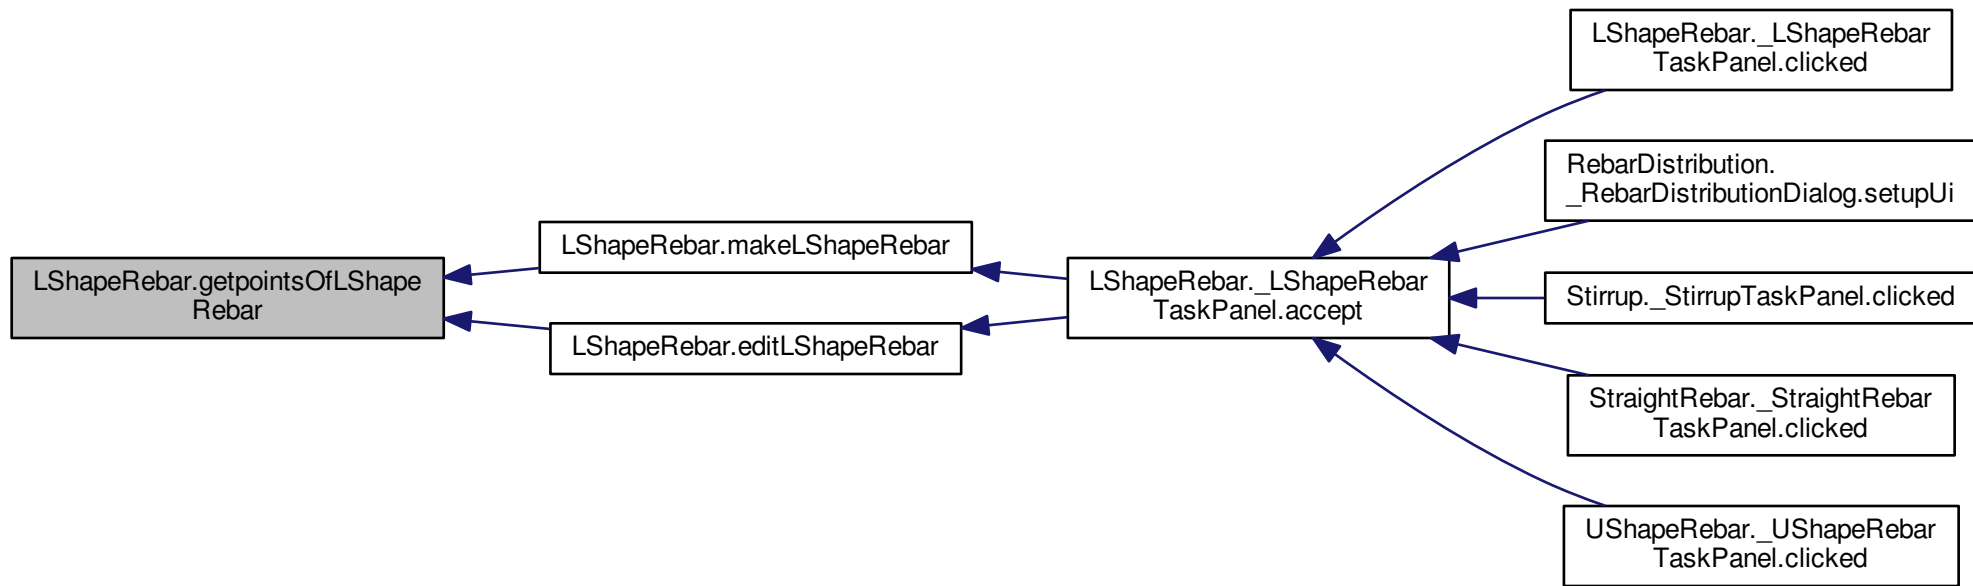 LShapeRebar.getpointsOfLShape
Rebar
LShapeRebar.makeLShapeRebar
LShapeRebar.editLShapeRebar
LShapeRebar._LShapeRebar
TaskPanel.accept
LShapeRebar._LShapeRebar
TaskPanel.clicked
RebarDistribution.
_RebarDistributionDialog.setupUi
Stirrup._StirrupTaskPanel.clicked
StraightRebar._StraightRebar
TaskPanel.clicked
UShapeRebar._UShapeRebar
TaskPanel.clicked